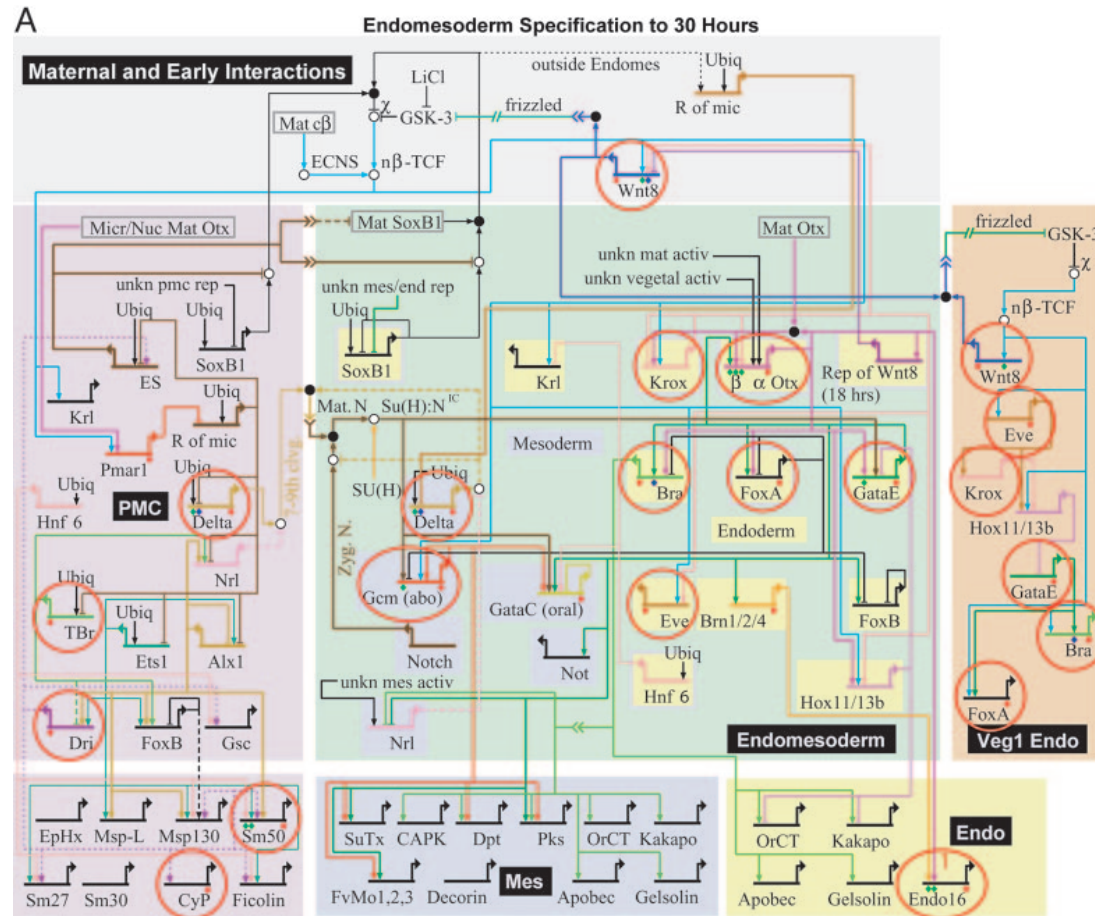 A
Endomesoderm Specification to 30 Hours
Maternal and Early Interactions
outside Endomes
Ubiq
R of mic
LiCl
χ
GSK-3
frizzled
Mat cβ
ECNS
nβ-TCF
Wnt8
Micr/Nuc Mat Otx
Mat SoxB1
Mat Otx
frizzled
GSK-3
χ
unkn mat activ
unkn vegetal activ
unkn pmc rep
unkn mes/end rep
nβ-TCF
Ubiq
Ubiq
Ubiq
SoxB1
ES
SoxB1
Krl
Krox
β α Otx
Rep of Wnt8
(18 hrs)
Wnt8
Krl
Ubiq
R of mic
Mat. N
Su(H):N IC
Mesoderm
Eve
Pmar1
7-9th clvg
SU(H)
Ubiq
Ubiq
Bra
FoxA
GataE
Krox
Ubiq
Hnf 6
PMC
Delta
Delta
Endoderm
Hox11/13b
Nrl
Zyg. N.
Gcm (abo)
GataC (oral)
GataE
Ubiq
TBr
Ubiq
Ets1
Alx1
Notch
Not
Eve
Brn1/2/4
FoxB
Bra
Ubiq
Hnf 6
Hox11/13b
unkn mes activ
Dri
FoxB
Gsc
Nrl
FoxA
Endomesoderm
Veg1 Endo
EpHx
Msp-L
Msp130
Sm50
SuTx
CAPK
Dpt
Pks
OrCT
Kakapo
OrCT
Kakapo
Endo
Sm27
Sm30
CyP
Ficolin
FvMo1,2,3
Decorin
Mes
Apobec
Gelsolin
Apobec
Gelsolin
Endo16